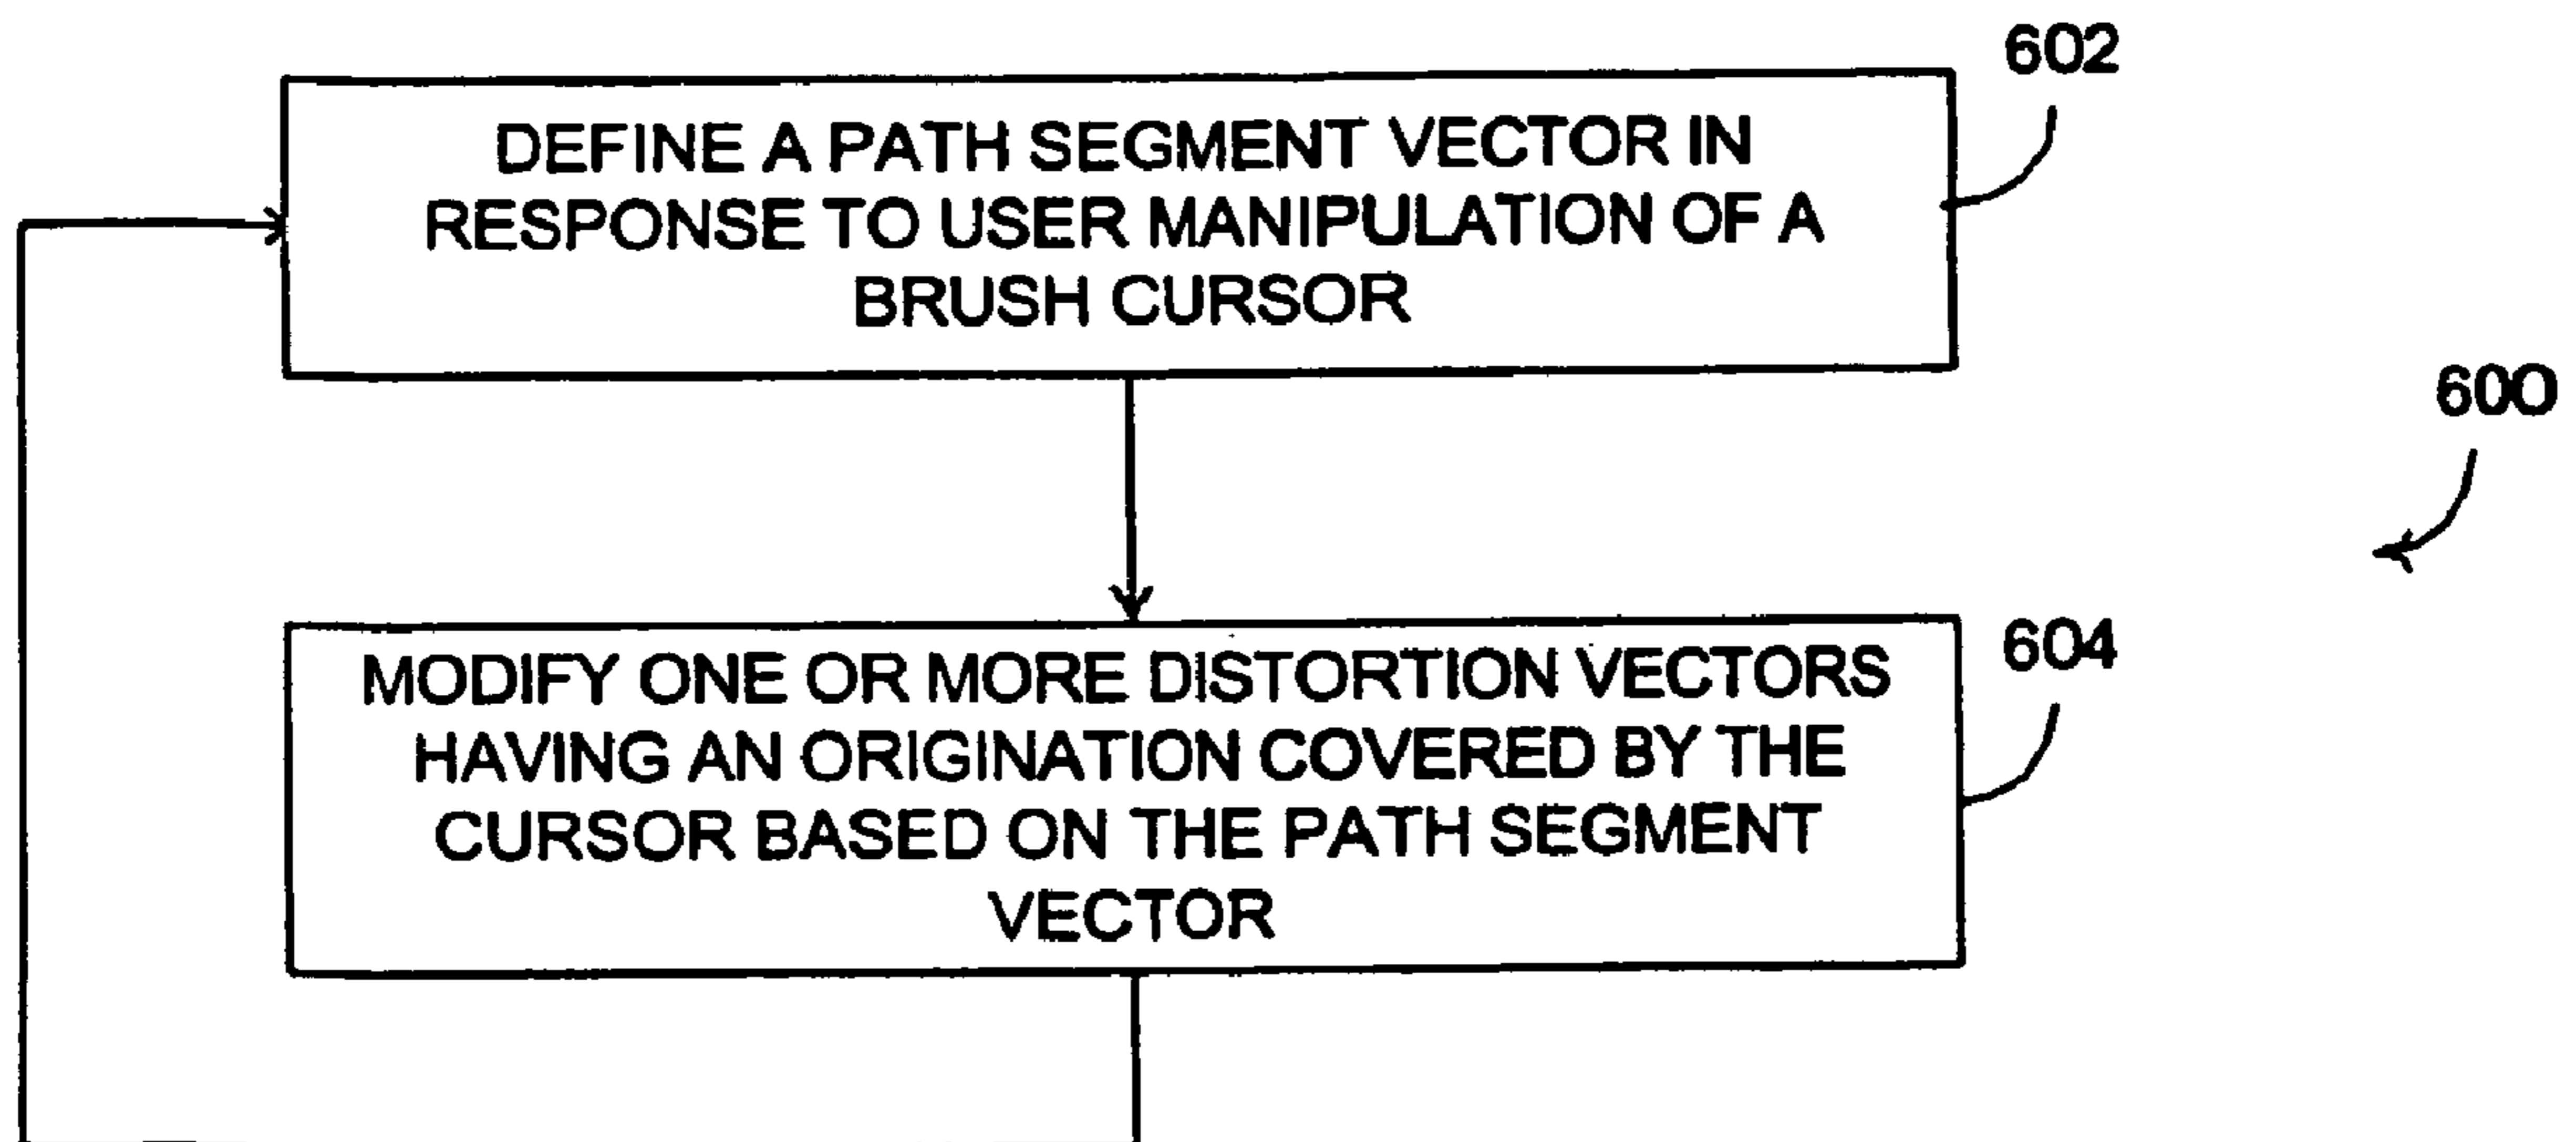 602
DEFINE A PATH SEGMENT VECTOR IN
RESPONSE TO USER MANIPULATION OF A
BRUSH CURSOR
600
604
MODIFY ONE OR MORE DISTORTION VECTORS
HAVING AN ORIGINATION COVERED BY THE
CURSOR BASED ON THE PATH SEGMENT
VECTOR